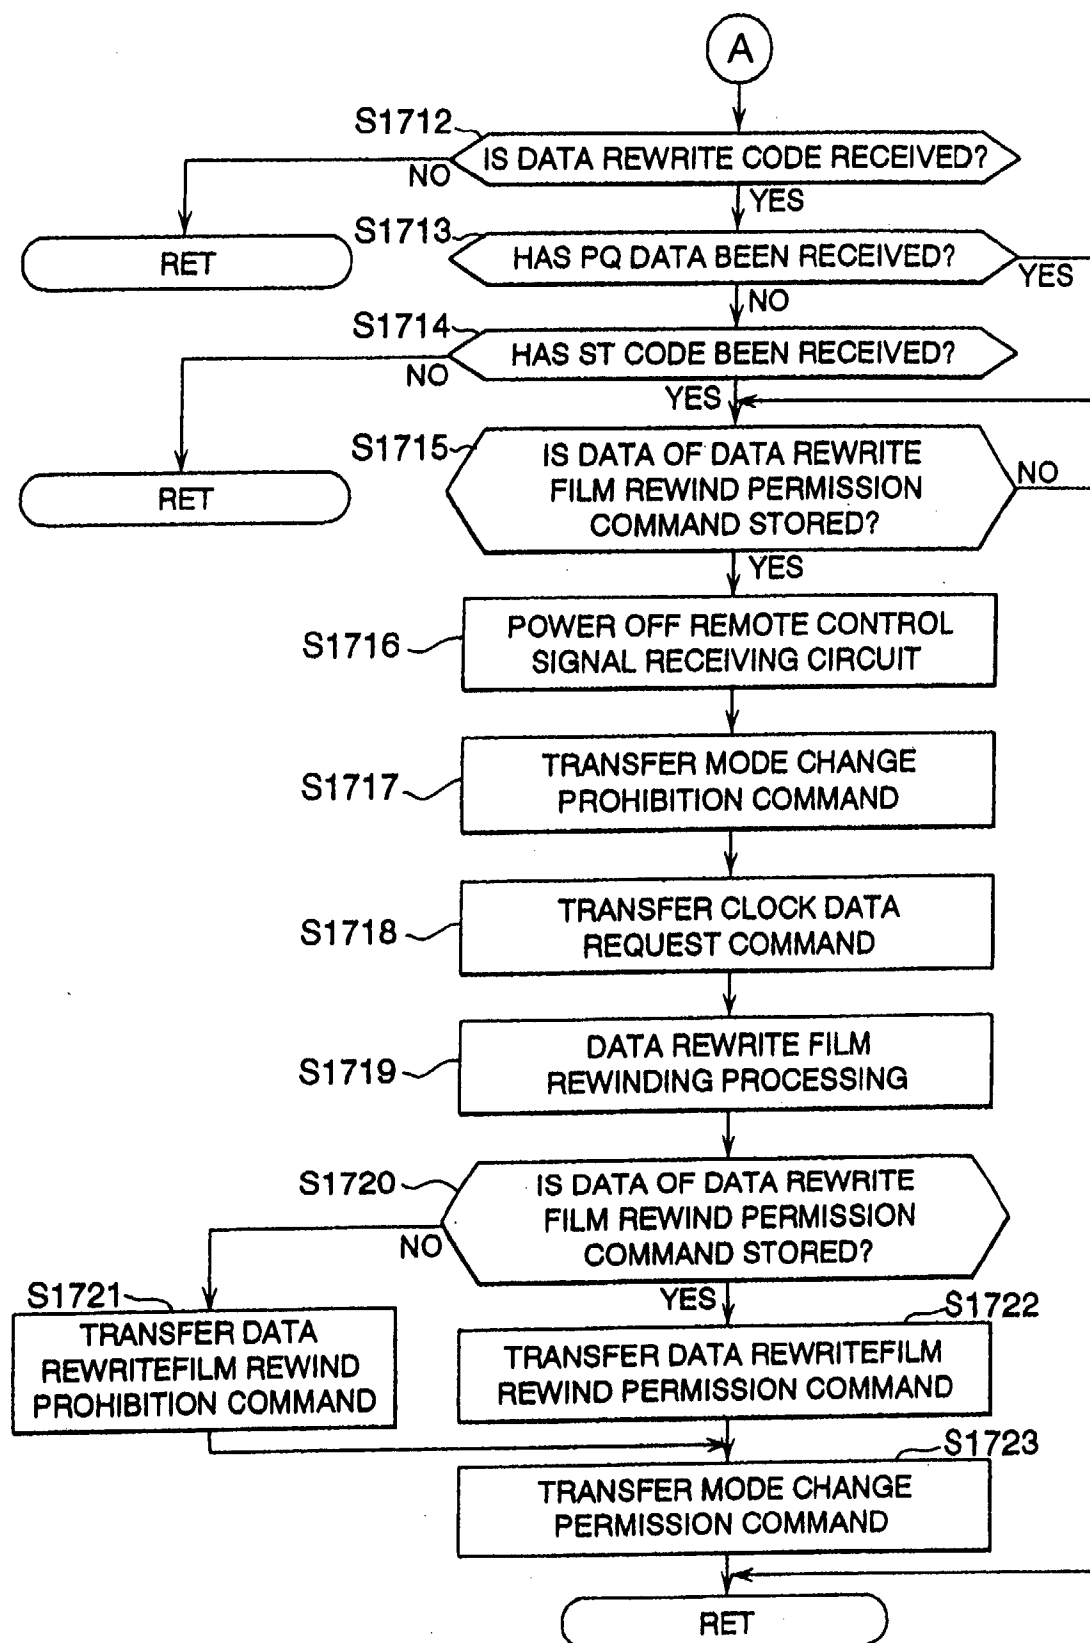 A
S1712
IS DATA REWRITE CODE RECEIVED?
NO
YES
S1713
RET
HAS PQ DATA BEEN RECEIVED?
YES
NO
S1714
HAS ST CODE BEEN RECEIVED?
NO
YES
S1715
IS DATA OF DATA REWRITE
FILM REWIND PERMISSION
COMMAND STORED?
NO
RET
YES
S1716
POWER OFF REMOTE CONTROL
SIGNAL RECEIVING CIRCUIT
S1717
TRANSFER MODE CHANGE
PROHIBITION COMMAND
S1718
TRANSFER CLOCK DATA
REQUEST COMMAND
S1719
DATA REWRITE FILM
REWINDING PROCESSING
S1720
IS DATA OF DATA REWRITE
FILM REWIND PERMISSION
COMMAND STORED?
NO
YES
S1721
TRANSFER DATA
REWRITEFILM REWIND
PROHIBITION COMMAND
S1722
TRANSFER DATA REWRITEFILM
REWIND PERMISSION COMMAND
S1723
TRANSFER MODE CHANGE
PERMISSION COMMAND
RET